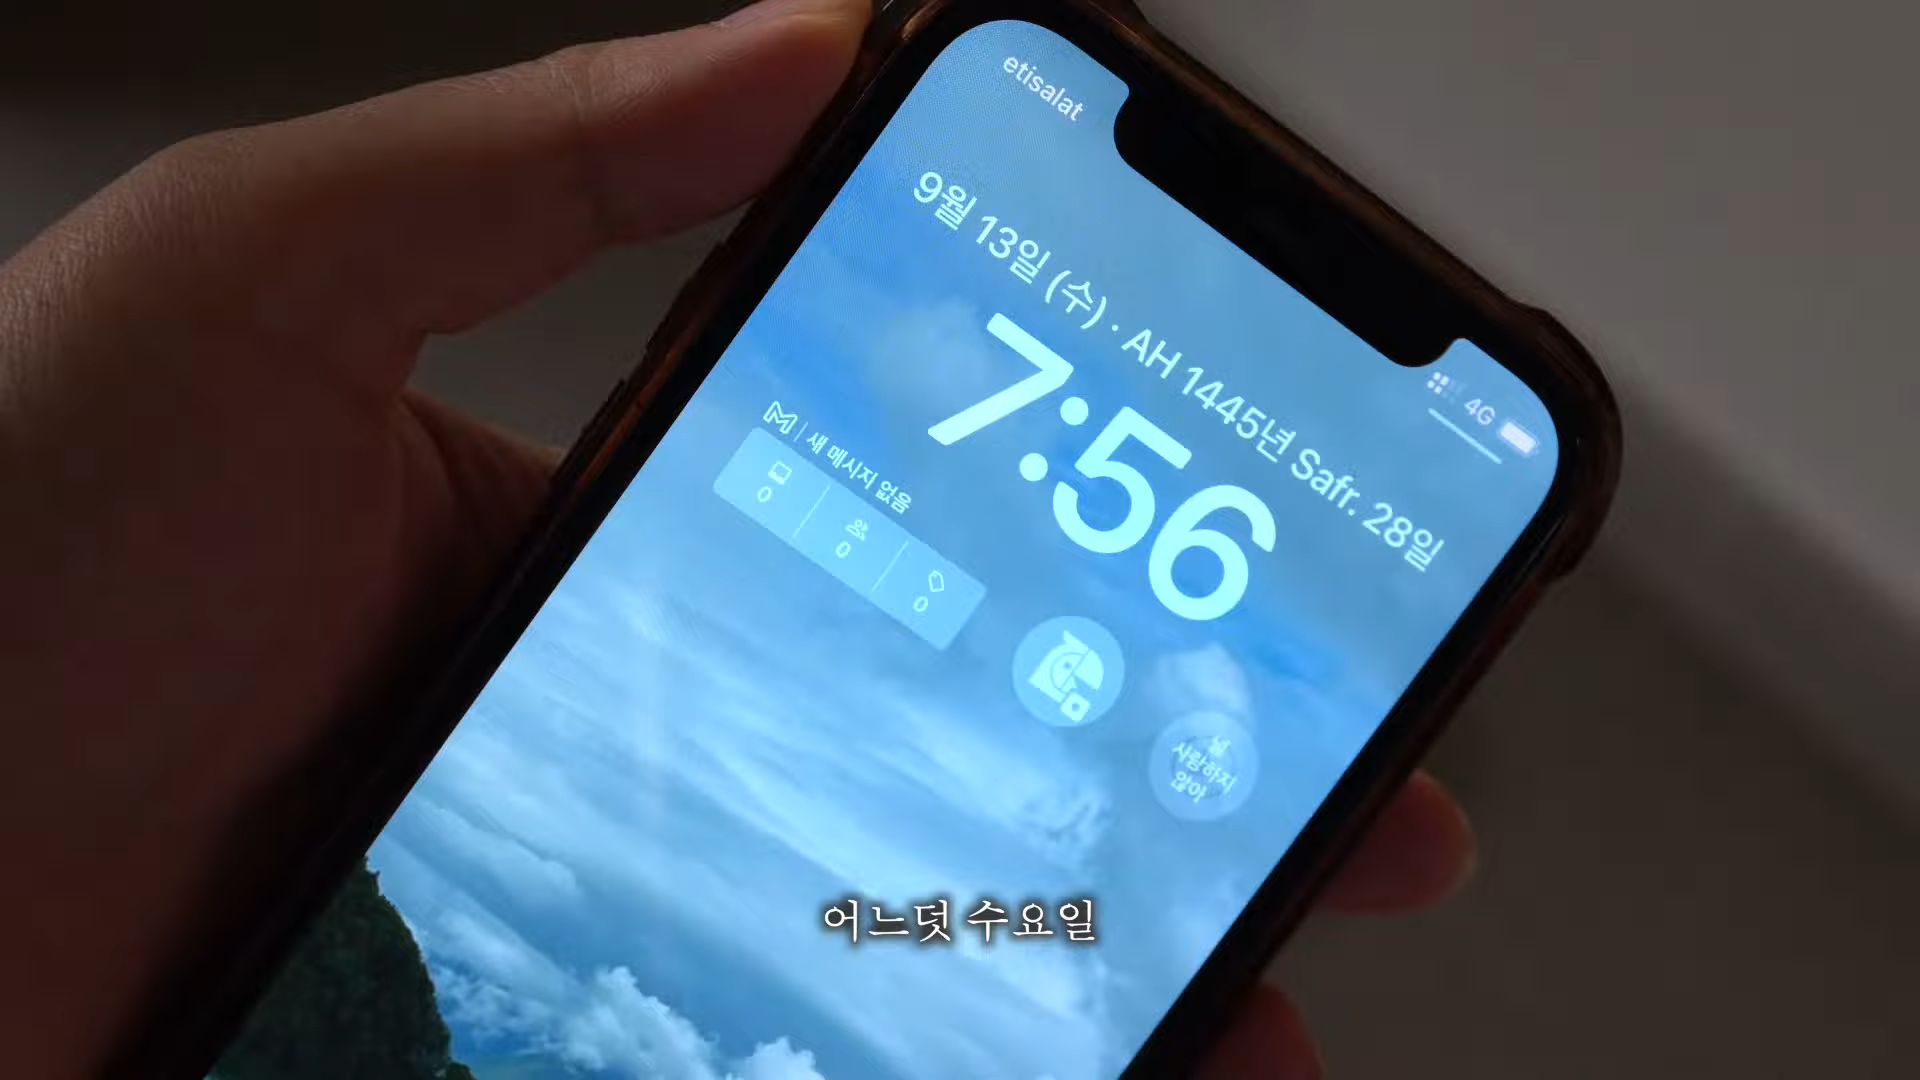 etisalat
4G
9월 13일 (수) · AH 1445년 Safr. 28일
7:56
새 메시지 없음
0
0
0
널
사랑하지
않아
어느덧 수요일